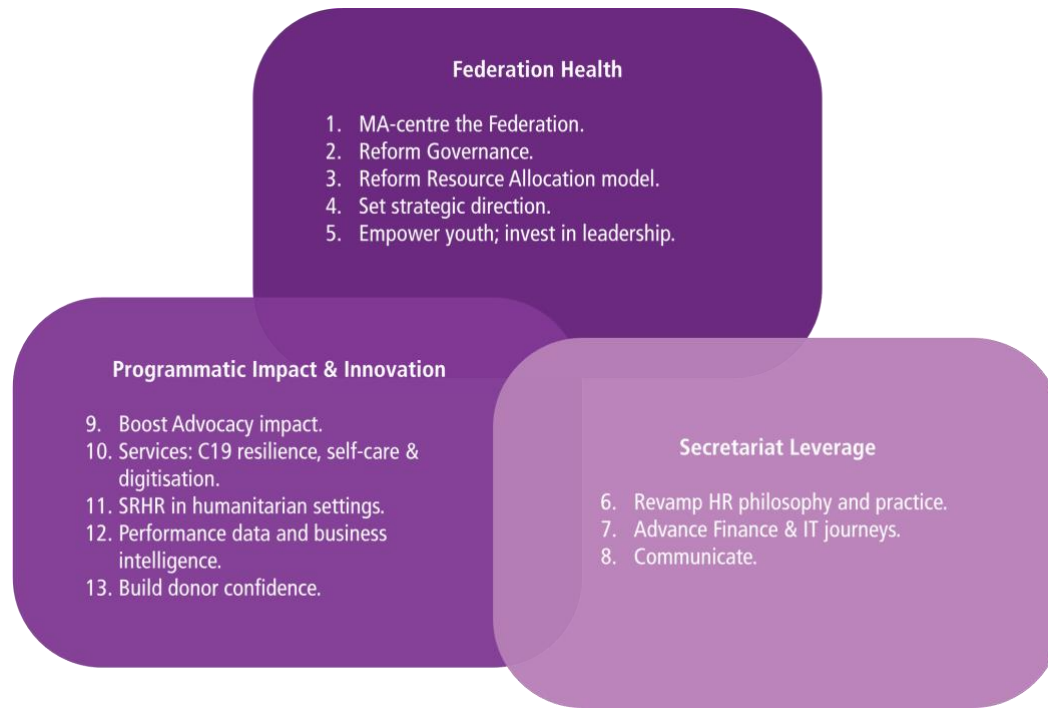 Federation Health
1. MA-centre the Federation.
2. Reform Governance.
3. Reform Resource Allocation model.
4. Set strategic direction.
5. Empower youth; invest in leadership.
Programmatic Impact & Innovation
9. Boost Advocacy impact.
10. Services: C19 resilience, self-care &
digitisation.
11. SRHR in humanitarian settings.
12. Performance data and business
intelligence.
13. Build donor confidence.
Secretariat Leverage
6. Revamp HR philosophy and practice.
7. Advance Finance & IT journeys.
8. Communicate.